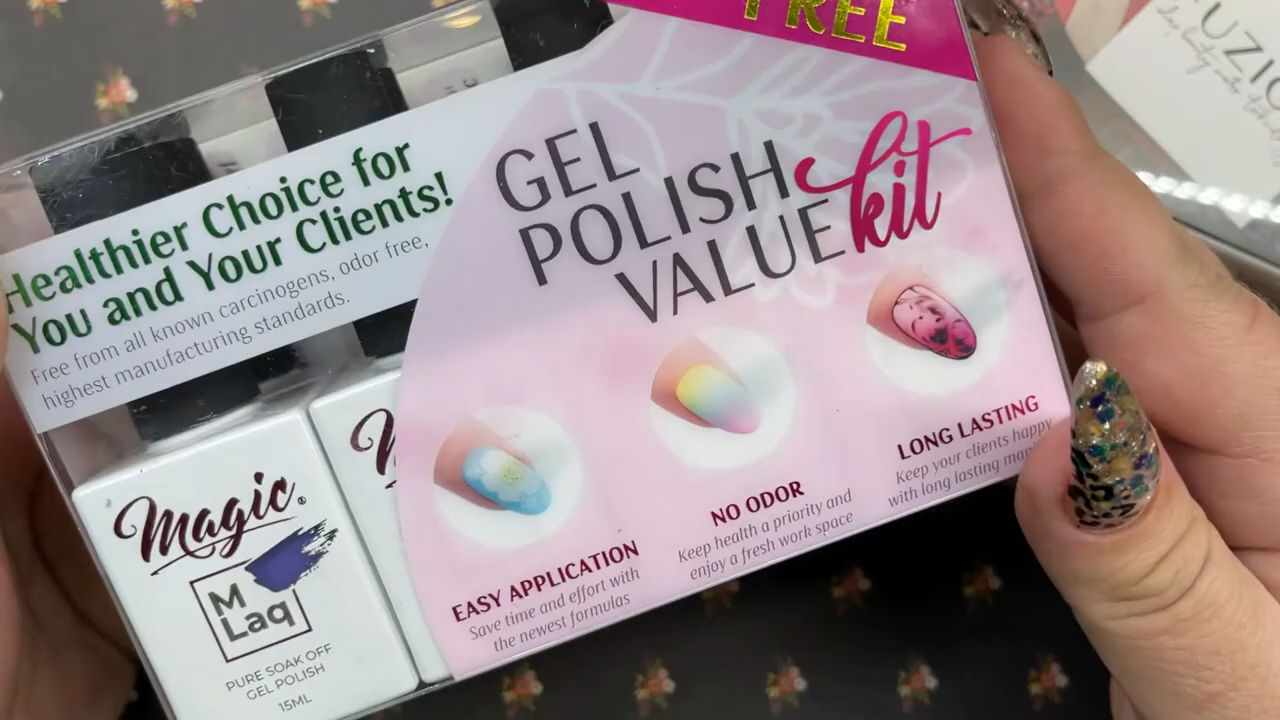 FREE
Healthier Choice for
You and Your Clients!
Free from all known carcinogens, odor free,
highest manufacturing standards.
GEL
POLISH
VALUE kit
EASY APPLICATION
Save time and effort with
the newest formulas
NO ODOR
Keep health a priority and
enjoy a fresh work space
LONG LASTING
Keep your clients happy
with long lasting
Magic®
M
Laq
PURE SOAK OFF
GEL POLISH
15ML